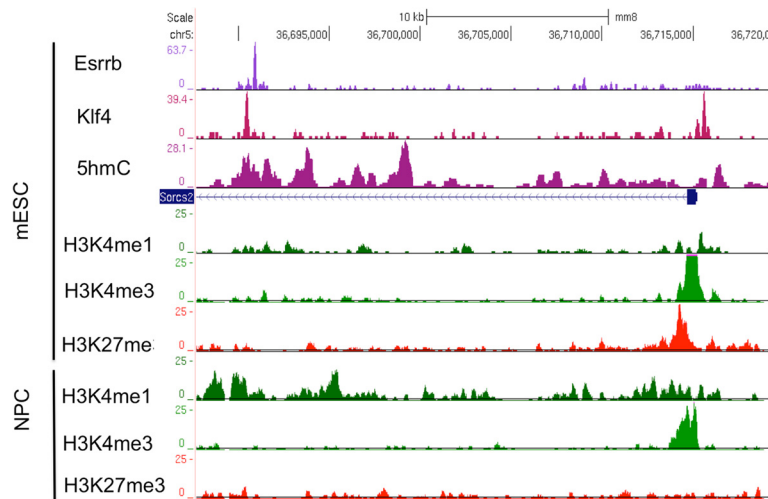 Scale 10 kb mm8
chr5: 36,695,000 36,700,000 36,705,000 36,710,000 36,715,000 36,720,0
mESC
Esrrb
63.7 -
0 -
Klf4
39.4 -
0 -
5hmC
28.1 -
0 -
Sorcs2
25 -
H3K4me1
0 -
25 -
H3K4me3
0 -
25 -
H3K27me
0 -
NPC
25 -
H3K4me1
0 -
25 -
H3K4me3
0 -
25 -
H3K27me3
0 -